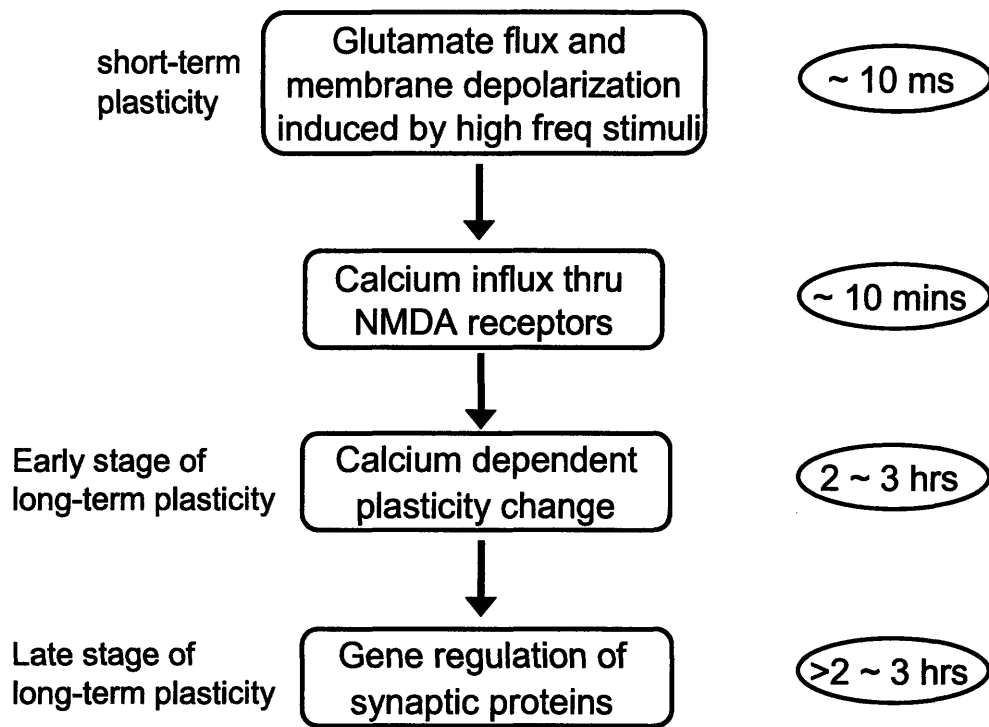 short-term
plasticity
Glutamate flux and
membrane depolarization
induced by high freq stimuli
~ 10 ms
Calcium influx thru
NMDA receptors
~ 10 mins
Early stage of
long-term plasticity
Calcium dependent
plasticity change
2 ~ 3 hrs
Late stage of
long-term plasticity
Gene regulation of
synaptic proteins
>2 ~ 3 hrs